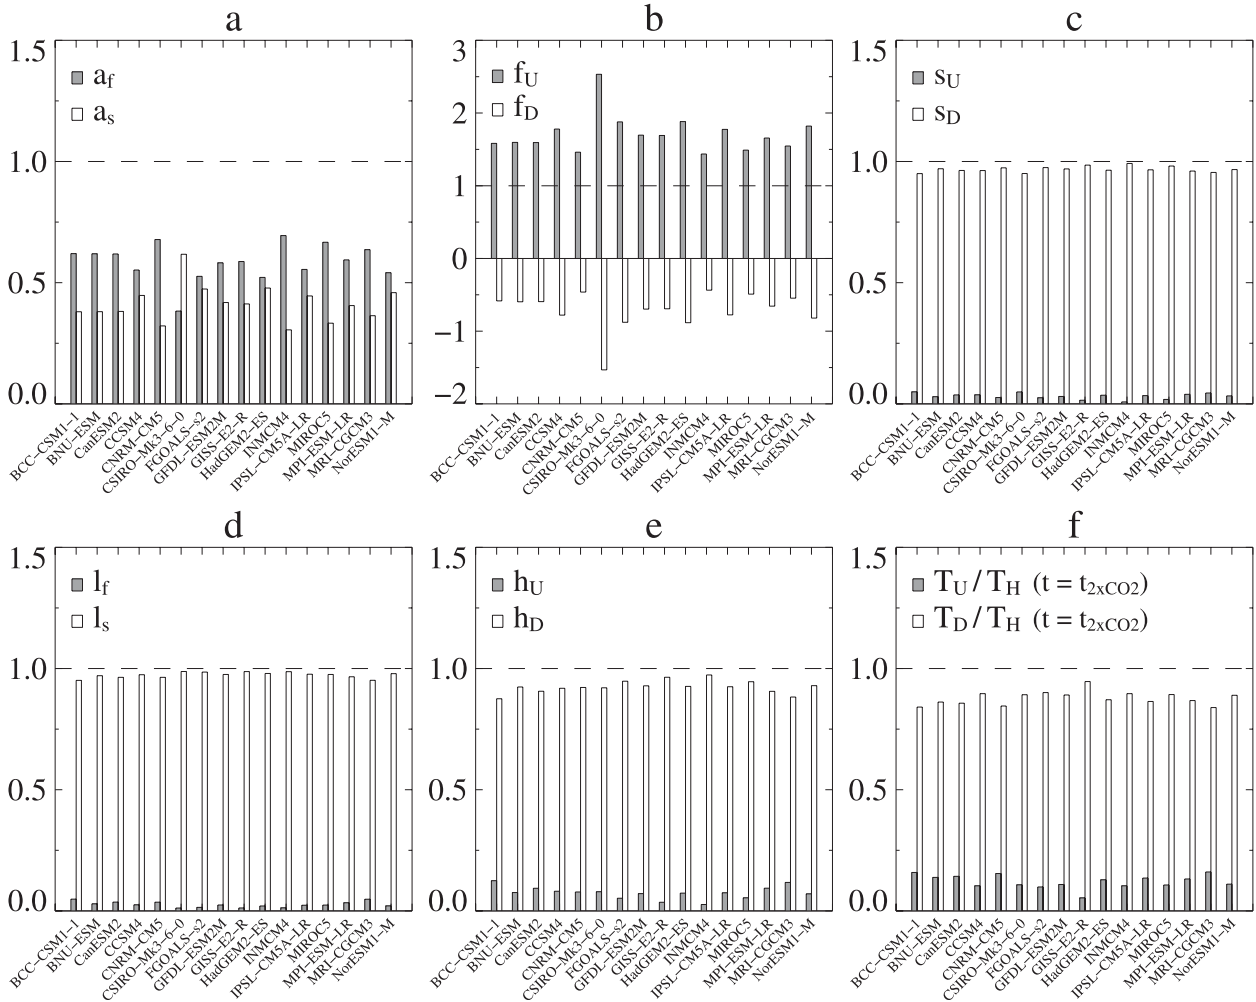 a
1.5
1.0
0.5
0.0
a_f
a_s
BCC−CSM1−1
BNU−ESM
CanESM2
CCSM4
CNRM−CM5
CSIRO−Mk3−6−0
FGOALS−s2
GFDL−ESM2M
GISS−E2−R
HadGEM2−ES
INMCM4
IPSL−CM5A−LR
MIROC5
MPI−ESM−LR
MRI−CGCM3
NorESM1−M
b
3
2
1
0
−1
−2
f_U
f_D
BCC−CSM1−1
BNU−ESM
CanESM2
CCSM4
CNRM−CM5
CSIRO−Mk3−6−0
FGOALS−s2
GFDL−ESM2M
GISS−E2−R
HadGEM2−ES
INMCM4
IPSL−CM5A−LR
MIROC5
MPI−ESM−LR
MRI−CGCM3
NorESM1−M
c
1.5
1.0
0.5
0.0
s_U
s_D
BCC−CSM1−1
BNU−ESM
CanESM2
CCSM4
CNRM−CM5
CSIRO−Mk3−6−0
FGOALS−s2
GFDL−ESM2M
GISS−E2−R
HadGEM2−ES
INMCM4
IPSL−CM5A−LR
MIROC5
MPI−ESM−LR
MRI−CGCM3
NorESM1−M
d
1.5
1.0
0.5
0.0
l_f
l_s
BCC−CSM1−1
BNU−ESM
CanESM2
CCSM4
CNRM−CM5
CSIRO−Mk3−6−0
FGOALS−s2
GFDL−ESM2M
GISS−E2−R
HadGEM2−ES
INMCM4
IPSL−CM5A−LR
MIROC5
MPI−ESM−LR
MRI−CGCM3
NorESM1−M
e
1.5
1.0
0.5
0.0
h_U
h_D
BCC−CSM1−1
BNU−ESM
CanESM2
CCSM4
CNRM−CM5
CSIRO−Mk3−6−0
FGOALS−s2
GFDL−ESM2M
GISS−E2−R
HadGEM2−ES
INMCM4
IPSL−CM5A−LR
MIROC5
MPI−ESM−LR
MRI−CGCM3
NorESM1−M
f
1.5
1.0
0.5
0.0
T_U / T_H (t = t_2xCO2)
T_D / T_H (t = t_2xCO2)
BCC−CSM1−1
BNU−ESM
CanESM2
CCSM4
CNRM−CM5
CSIRO−Mk3−6−0
FGOALS−s2
GFDL−ESM2M
GISS−E2−R
HadGEM2−ES
INMCM4
IPSL−CM5A−LR
MIROC5
MPI−ESM−LR
MRI−CGCM3
NorESM1−M